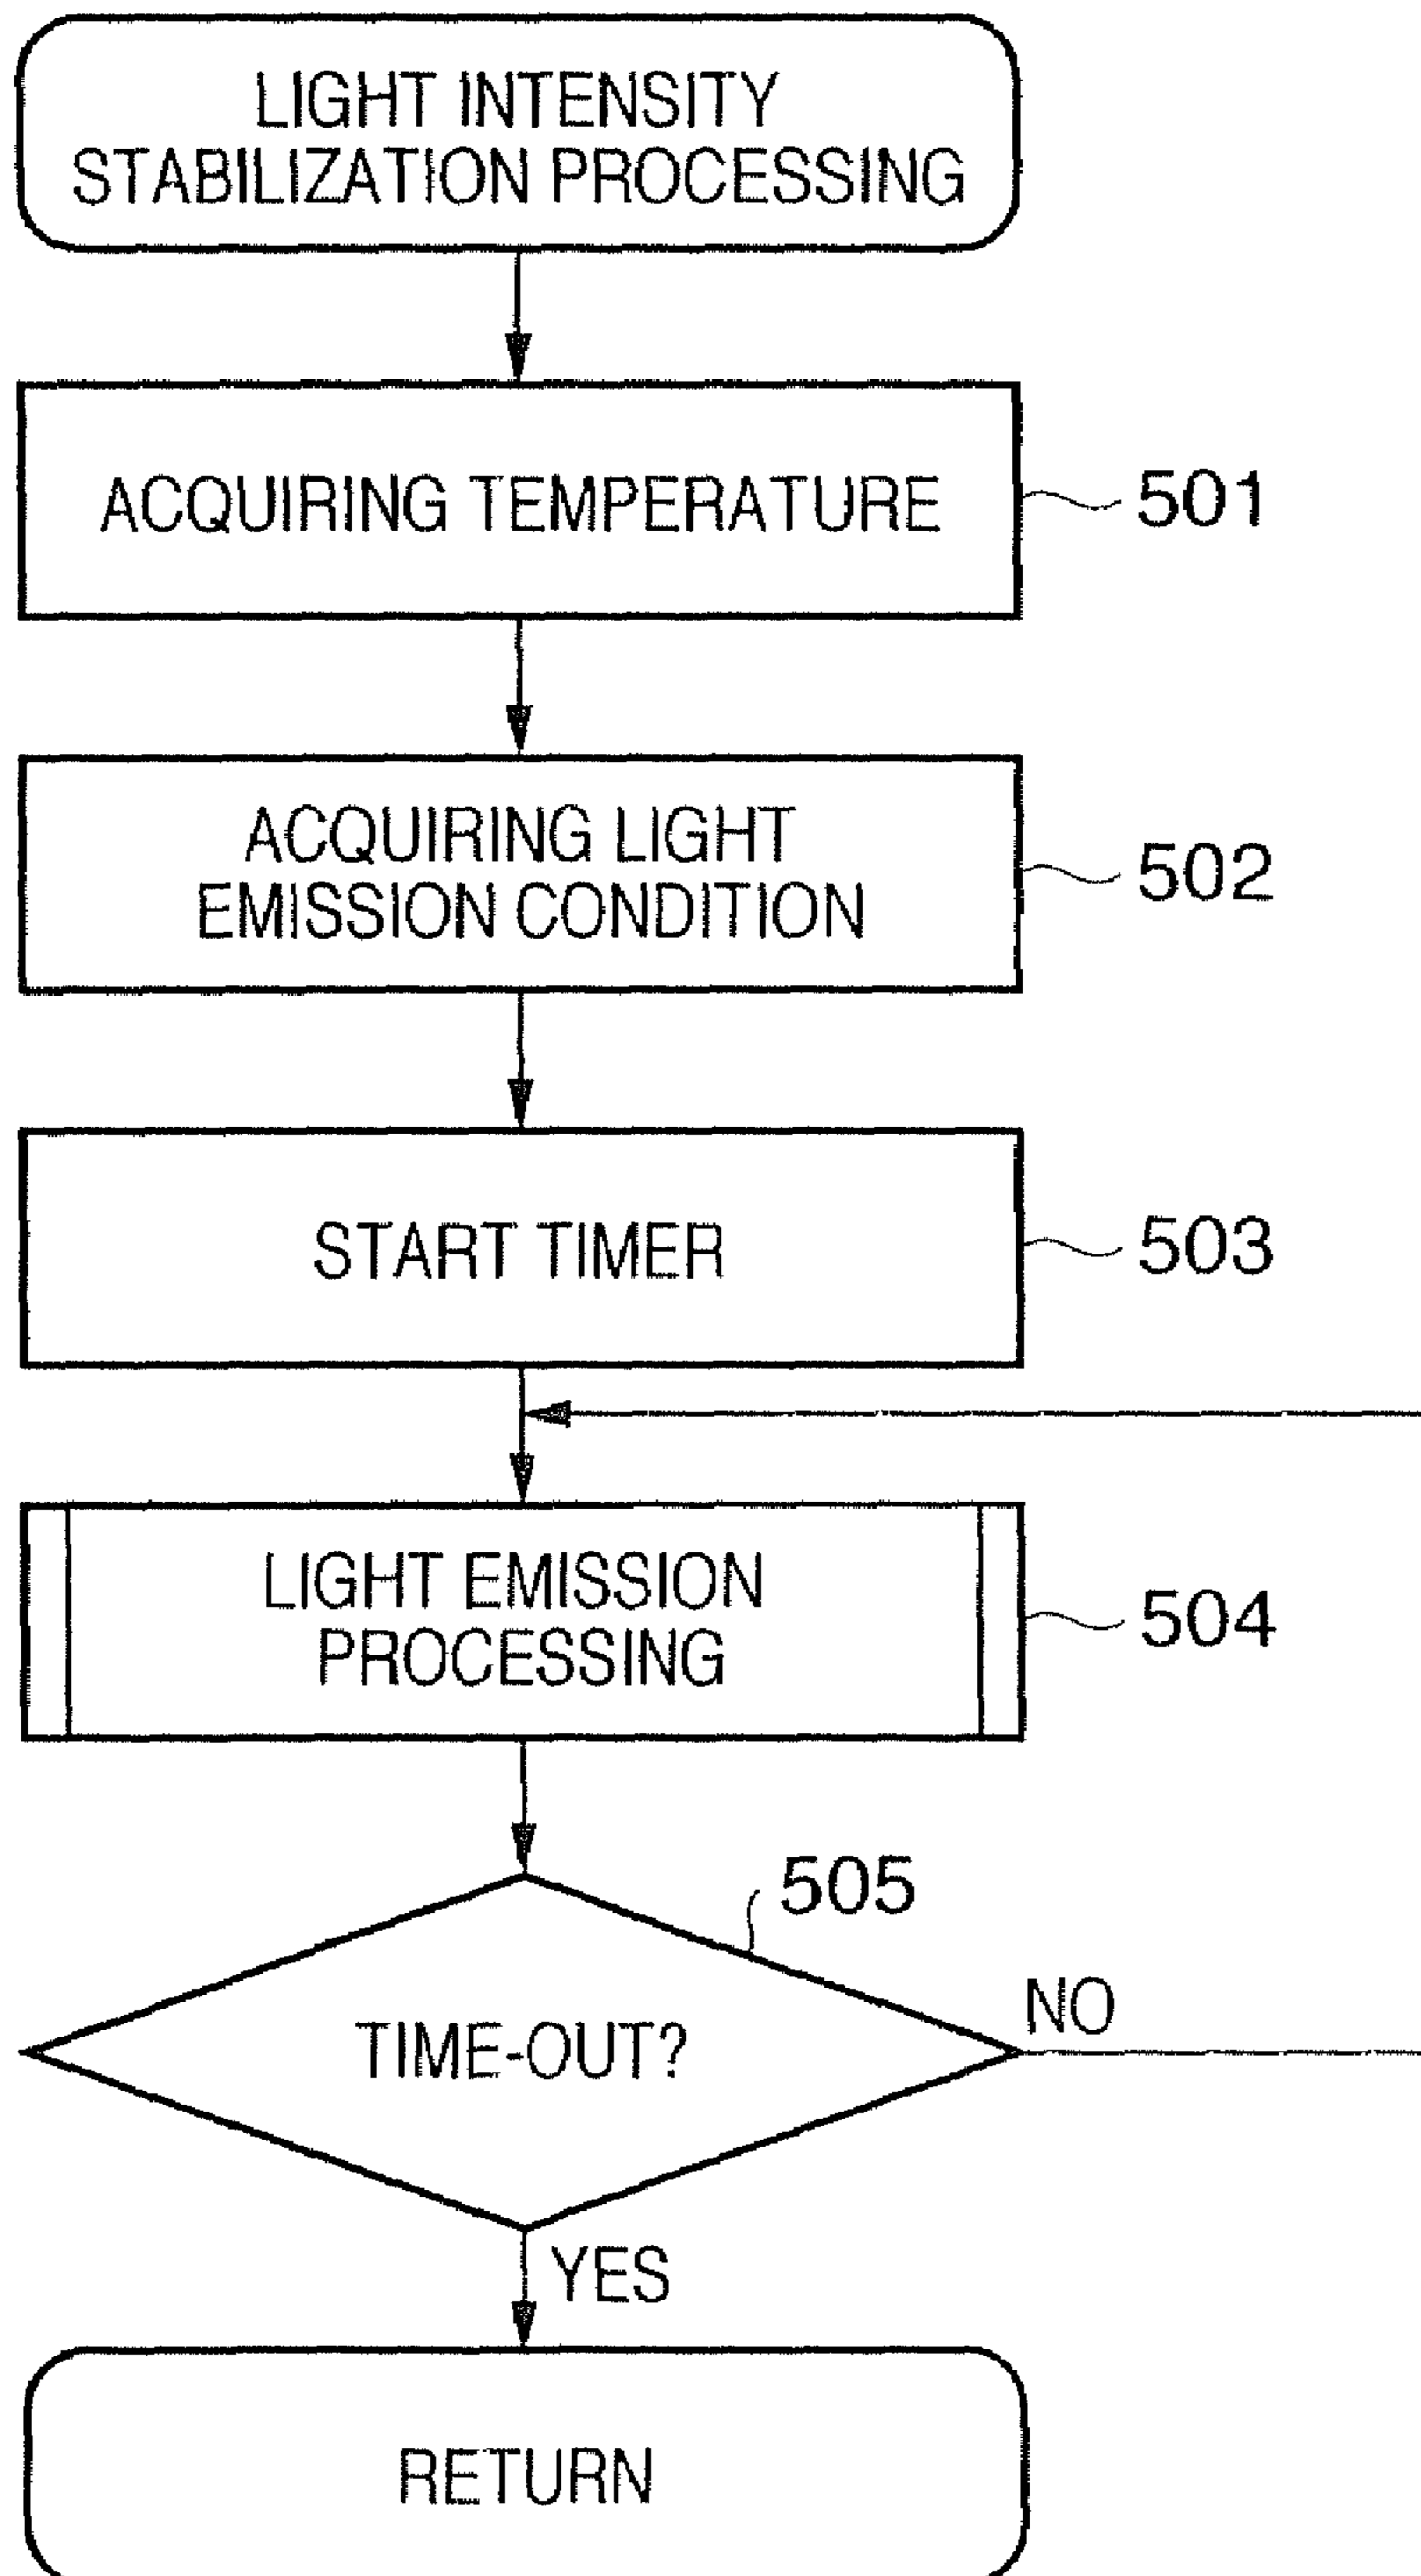 LIGHT INTENSITY
STABILIZATION PROCESSING
ACQUIRING TEMPERATURE
501
ACQUIRING LIGHT
EMISSION CONDITION
502
START TIMER
503
LIGHT EMISSION
PROCESSING
504
505
TIME-OUT?
NO
YES
RETURN